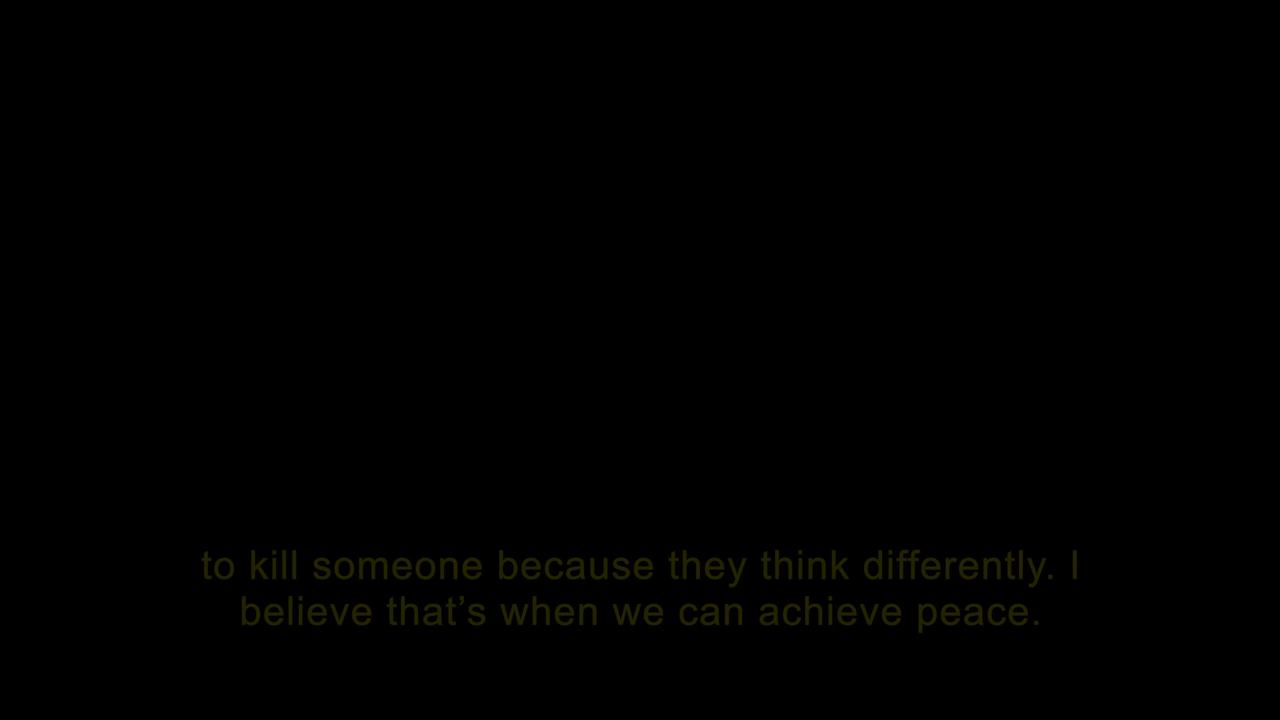 to kill someone because they think differently. I
believe that’s when we can achieve peace.